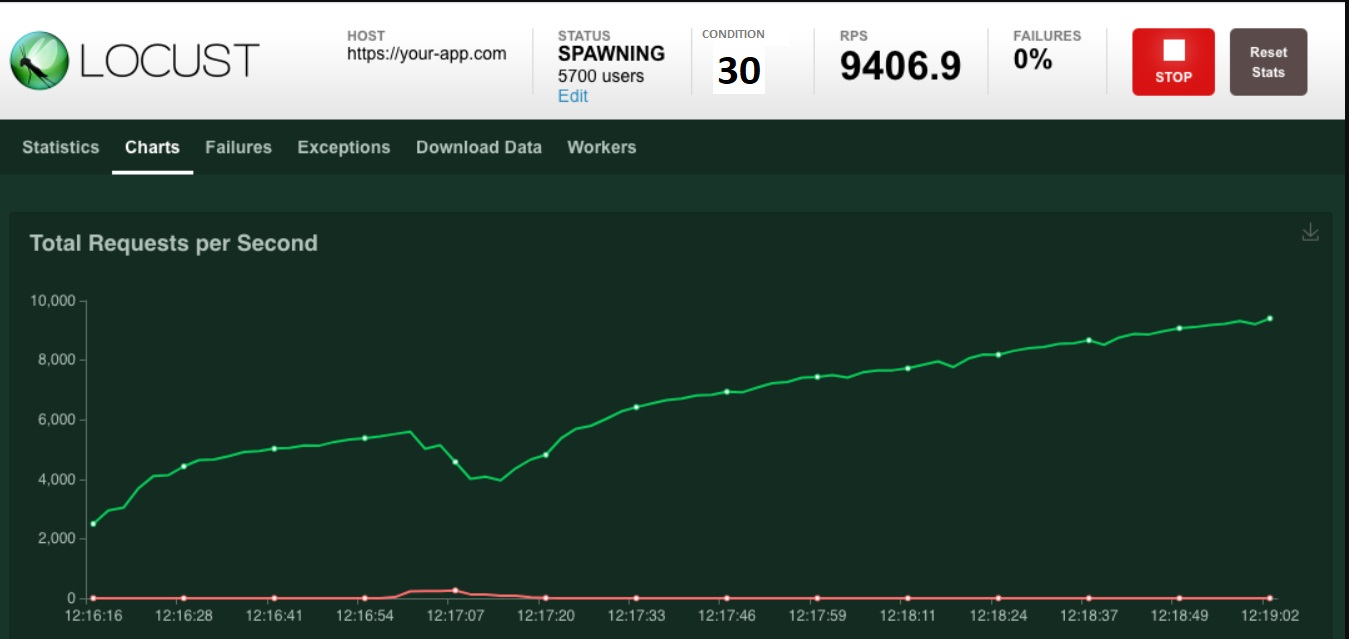 LOCUST
HOST
https://your-app.com
STATUS
SPAWNING
5700 users
Edit
CONDITION
30
RPS
9406.9
FAILURES
0%
STOP
Reset
Stats
Statistics Charts Failures Exceptions Download Data Workers
Total Requests per Second
10,000
8,000
6,000
4,000
2,000
0
12:16:16 12:16:28 12:16:41 12:16:54 12:17:07 12:17:20 12:17:33 12:17:46 12:17:59 12:18:11 12:18:24 12:18:37 12:18:49 12:19:02